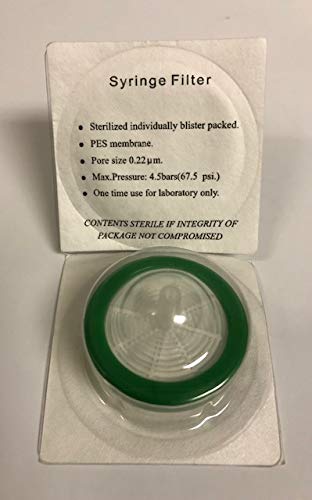 Syringe Filter
• Sterilized individually blister packed.
• PES membrane.
• Pore size 0.22µm.
• Max.Pressure: 4.5bars(67.5 psi.)
• One time use for laboratory only.
CONTENTS STERILE IF INTEGRITY OF
PACKAGE NOT COMPROMISED